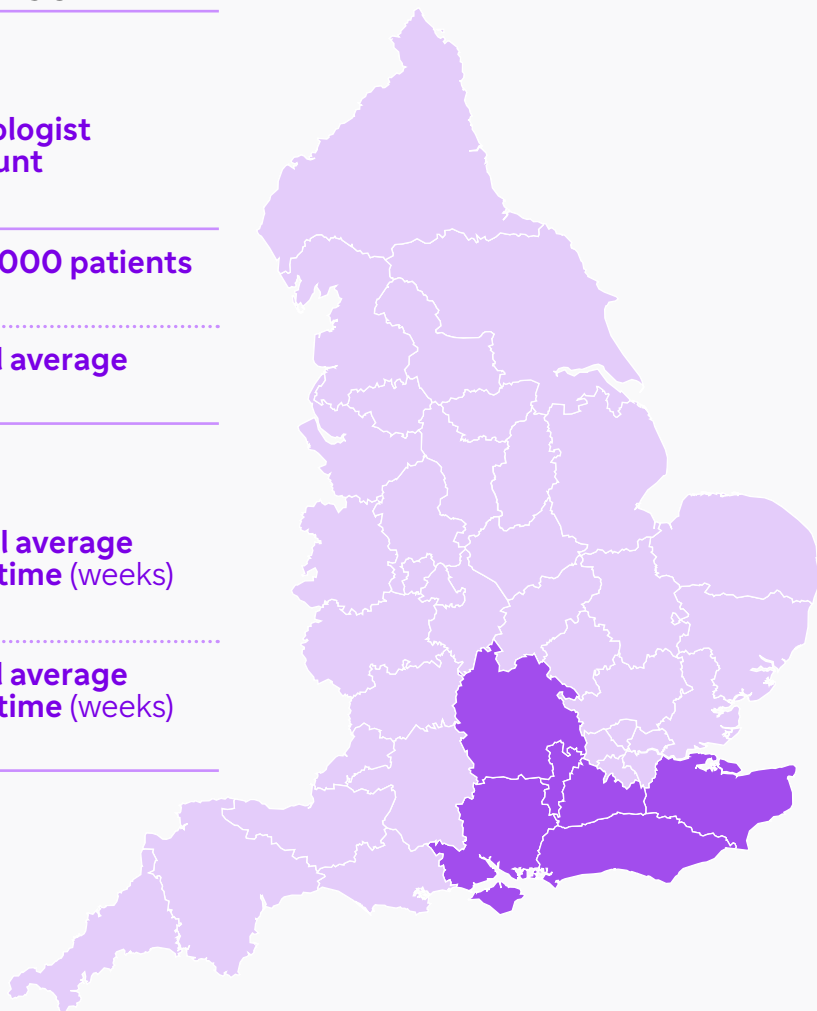 ologist
unt
000 patients
l average
l average
time (weeks)
l average
time (weeks)